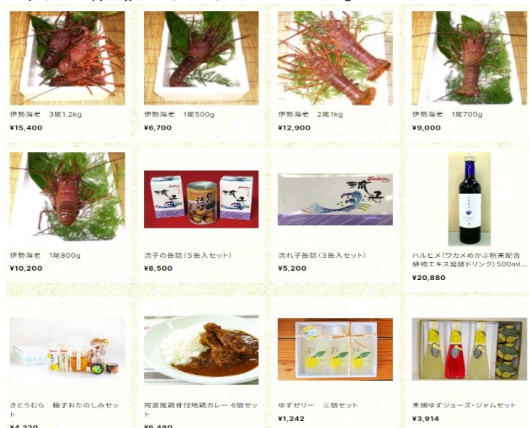 伊勢海老　3尾1.2kg
¥15,400
伊勢海老　1尾500g
¥6,700
伊勢海老　2尾1kg
¥12,900
伊勢海老　1尾700g
¥9,000
伊勢海老　1尾800g
¥10,200
流子の缶詰（5缶入セット）
¥8,500
流れ子缶詰（3缶入セット）
¥5,200
ハルヒメ（ワカメめかぶ粉末配合
植物エキス発酵ドリンク）500ml...
¥20,880
きとうむら　柚子おたのしみセッ
ト
¥4,320
阿波尾鶏骨付地鶏カレー 6個セッ
ト
¥6,480
ゆずゼリー　三個セット
¥1,242
木頭ゆずジューズ・ジャムセット
¥3,914